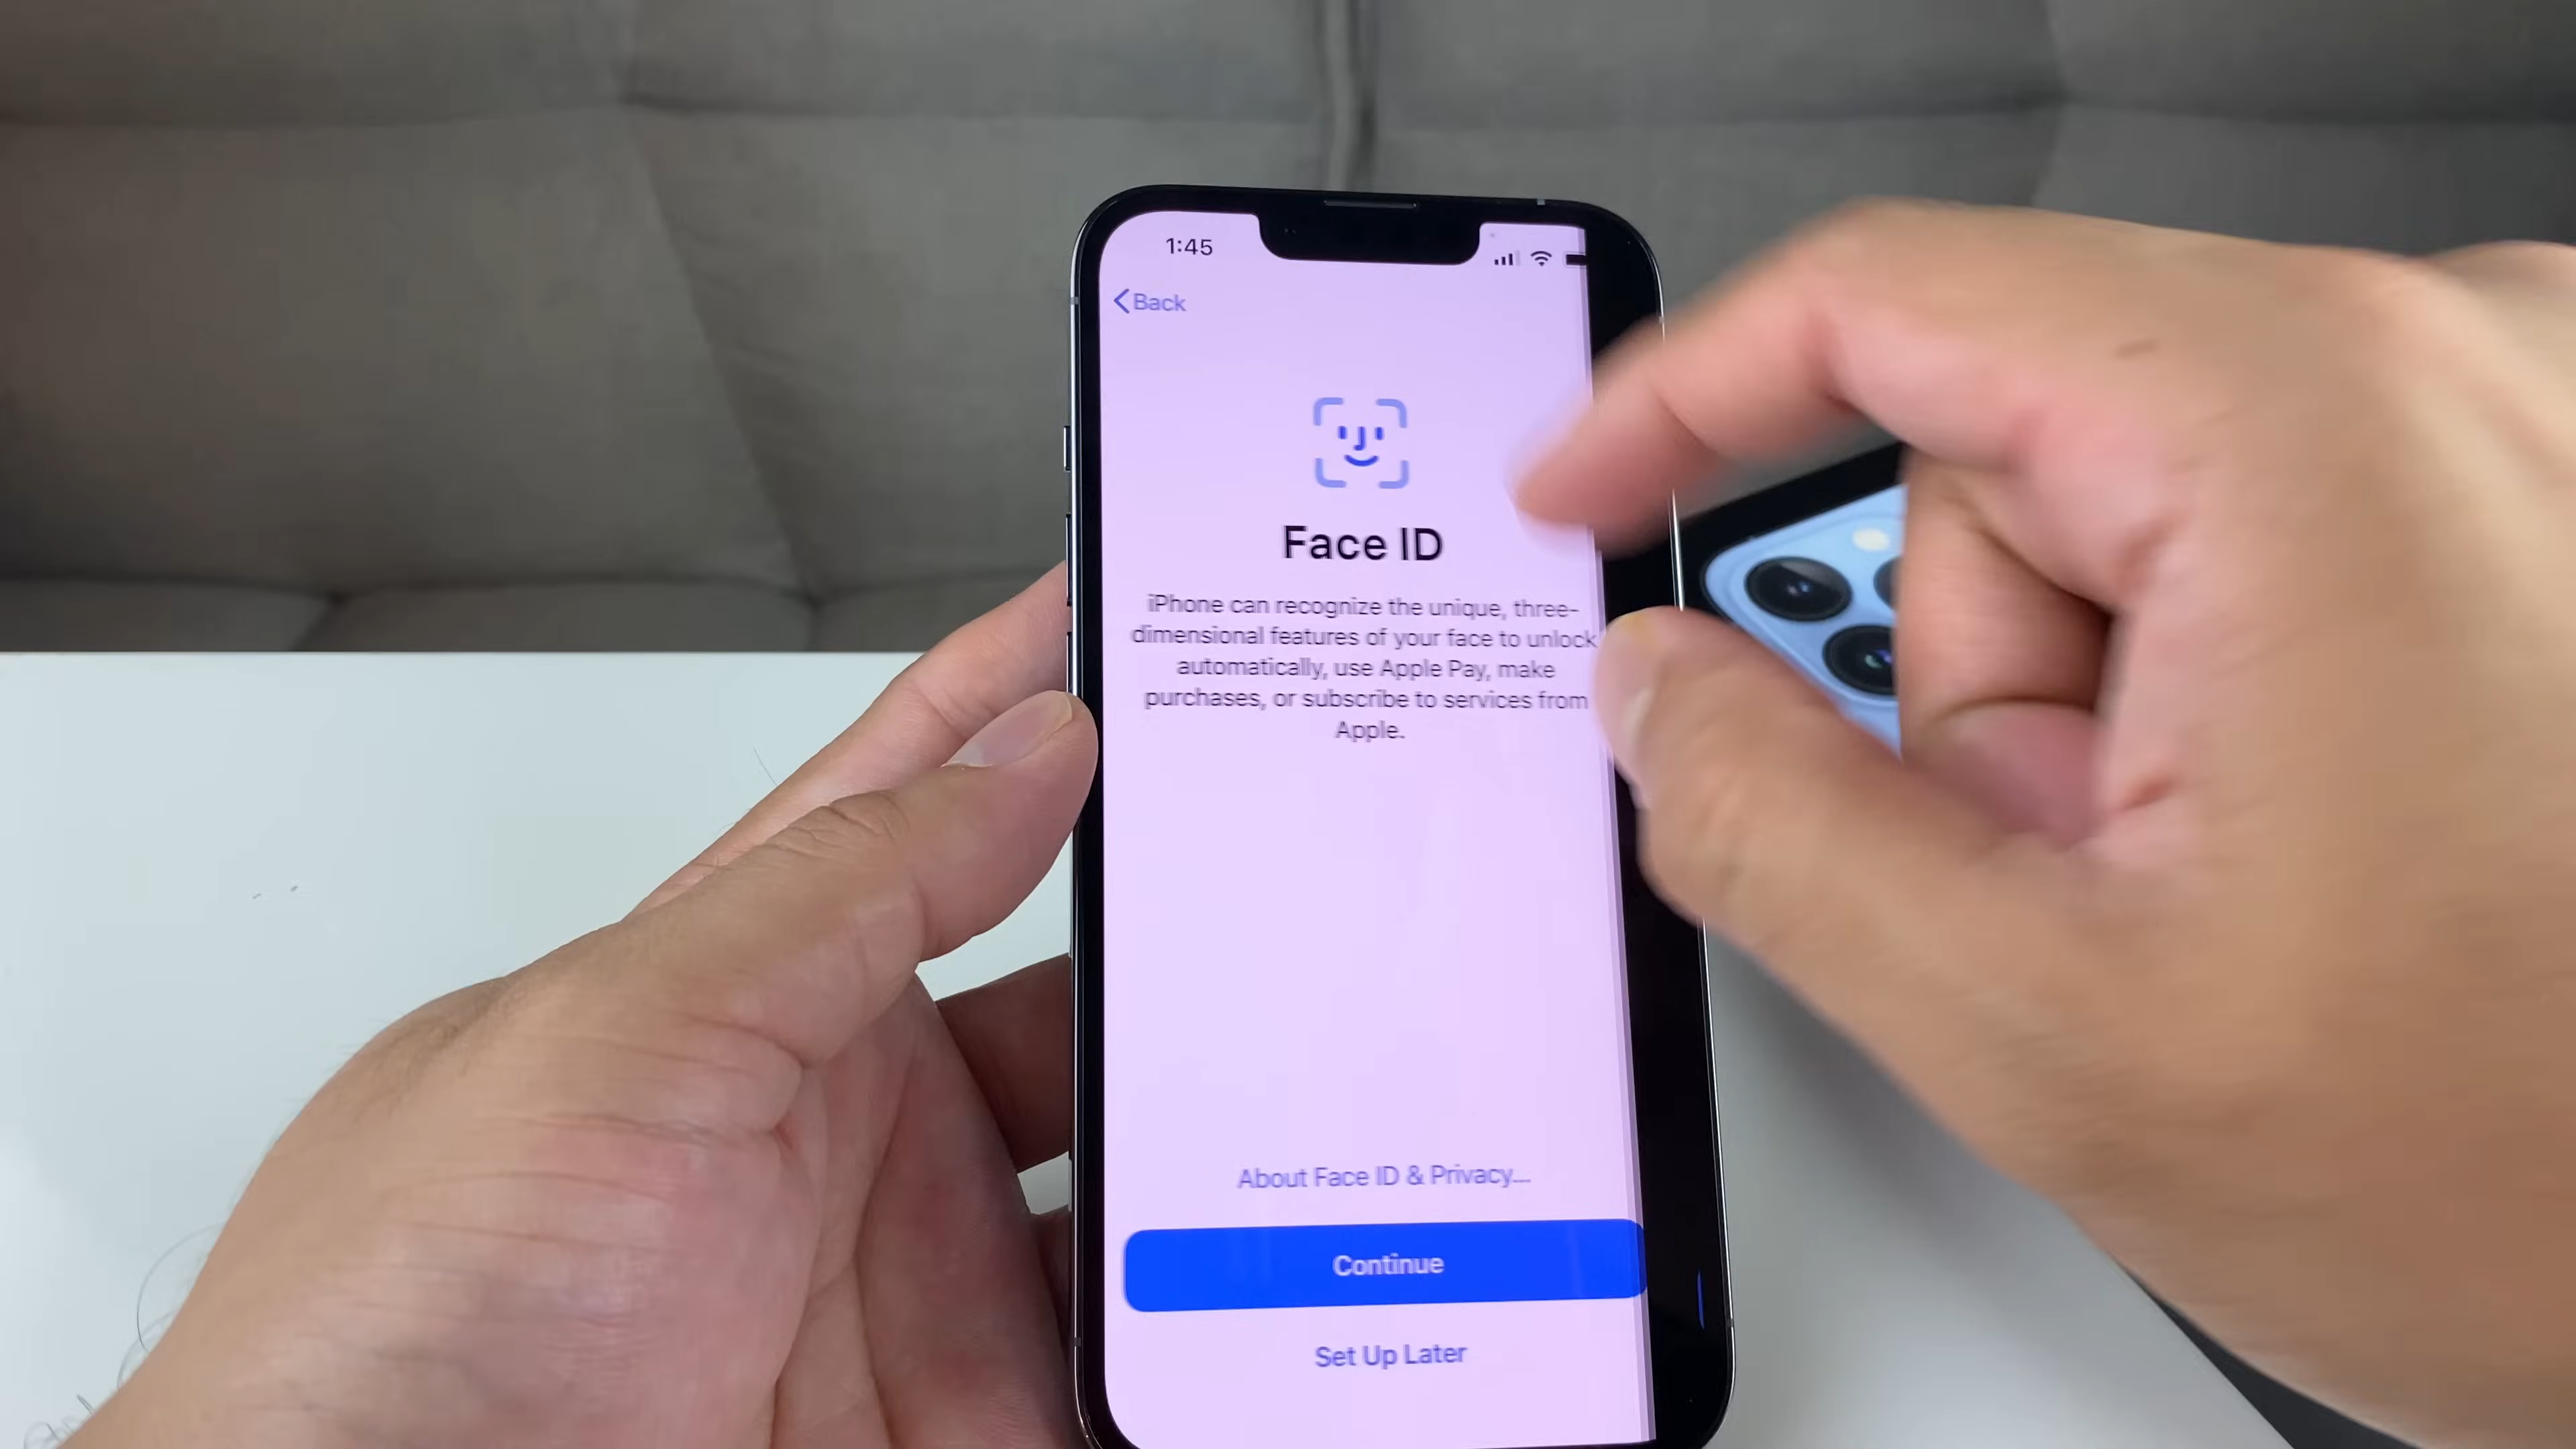 1:45
Back
Face ID
iPhone can recognize the unique, three-
dimensional features of your face to unlock
automatically, use Apple Pay, make
purchases, or subscribe to services from
Apple.
About Face ID & Privacy...
Continue
Set Up Later